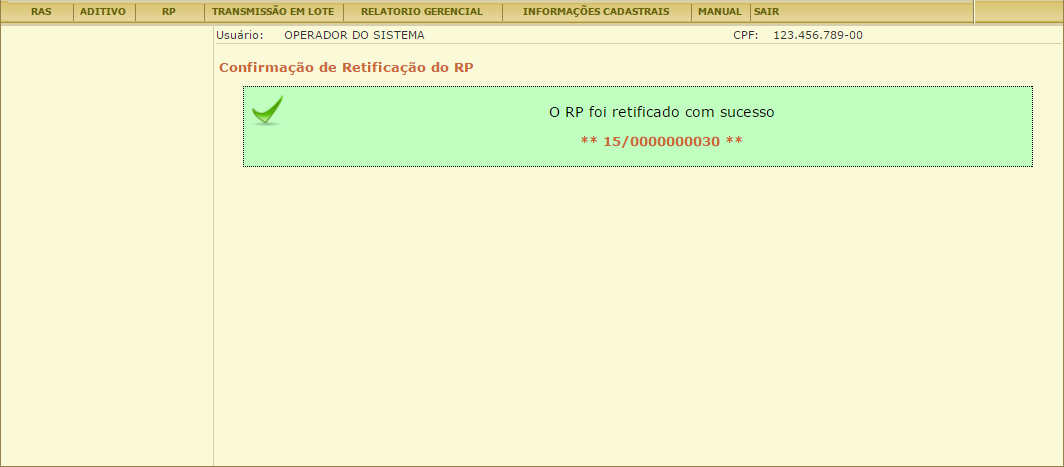 RAS ADITIVO RP TRANSMISSÃO EM LOTE RELATORIO GERENCIAL INFORMAÇÕES CADASTRAIS MANUAL SAIR
Usuário: OPERADOR DO SISTEMA CPF: 123.456.789-00
Confirmação de Retificação do RP
O RP foi retificado com sucesso
** 15/0000000030 **